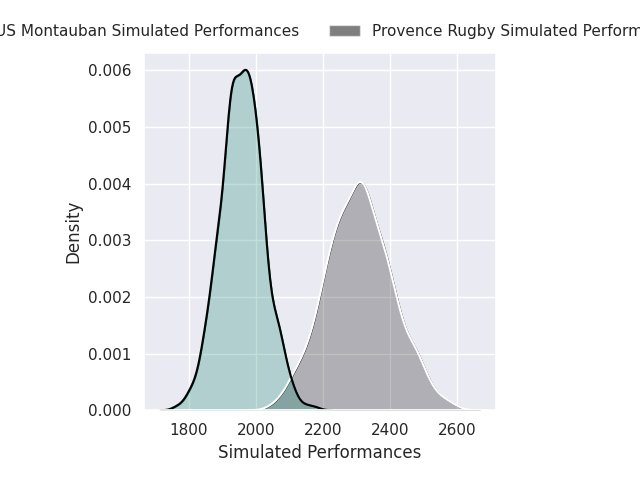 US Montauban Simulated Performances
Provence Rugby Simulated Perform
0.006
0.005
0.004
0.003
0.002
0.001
0.000
Density
1800 2000 2200 2400 2600
Simulated Performances